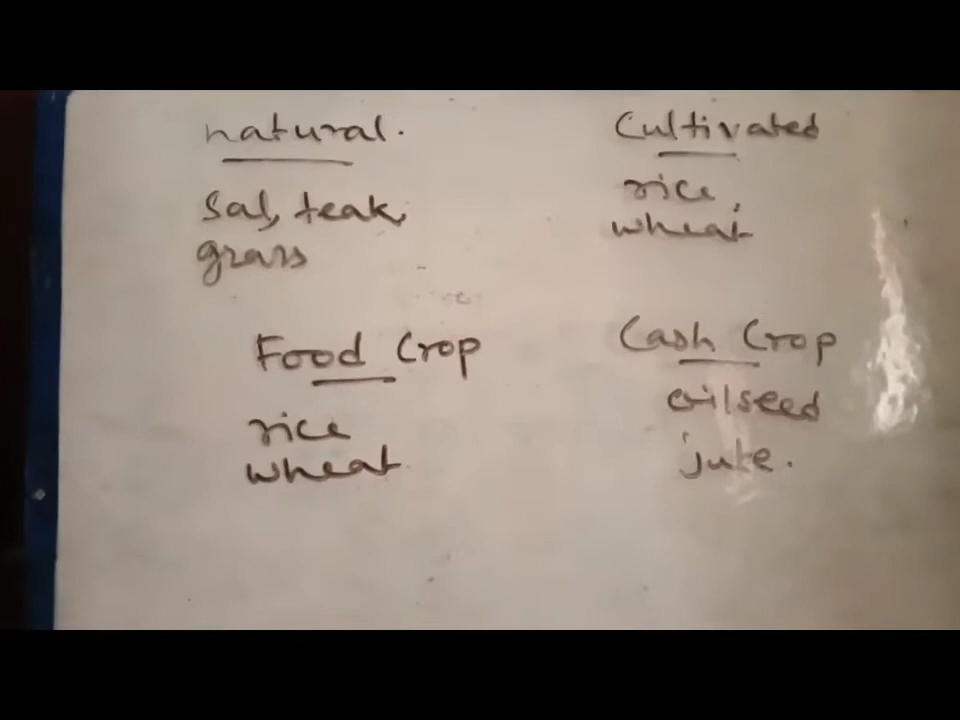 natural.
Cultivated
Sal, teak,
grass
rice,
wheat
Food Crop
Cash Crop
rice
wheat
oilseed
jute.